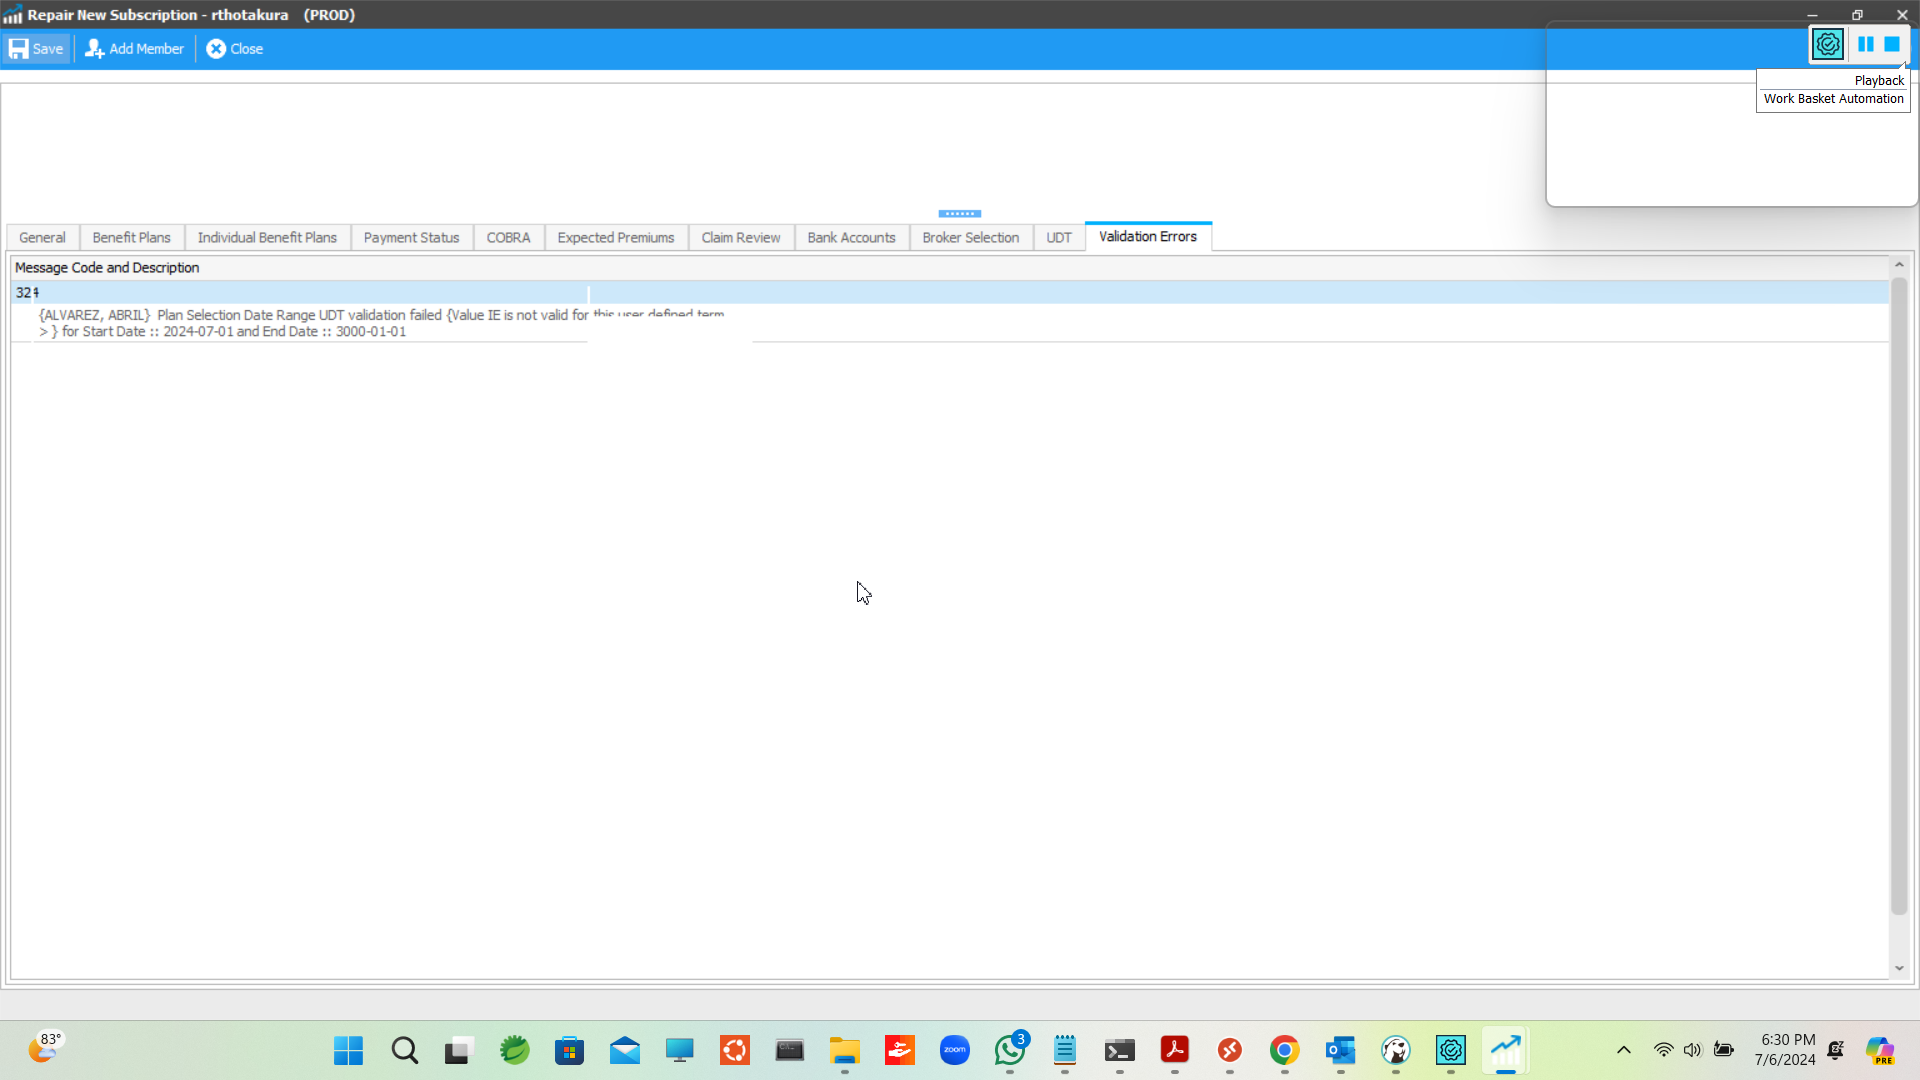 Repair New Subscription - rthotakura (PROD)
Save Add Member Close
Playback
Work Basket Automation
General Benefit Plans Individual Benefit Plans Payment Status COBRA Expected Premiums Claim Review Bank Accounts Broker Selection UDT Validation Errors
Message Code and Description
324
{ALVAREZ, ABRIL} Plan Selection Date Range UDT validation failed {Value IE is not valid for this user defined term
> } for Start Date :: 2024-07-01 and End Date :: 3000-01-01
83°
zoom
3
6:30 PM
7/6/2024
PRE